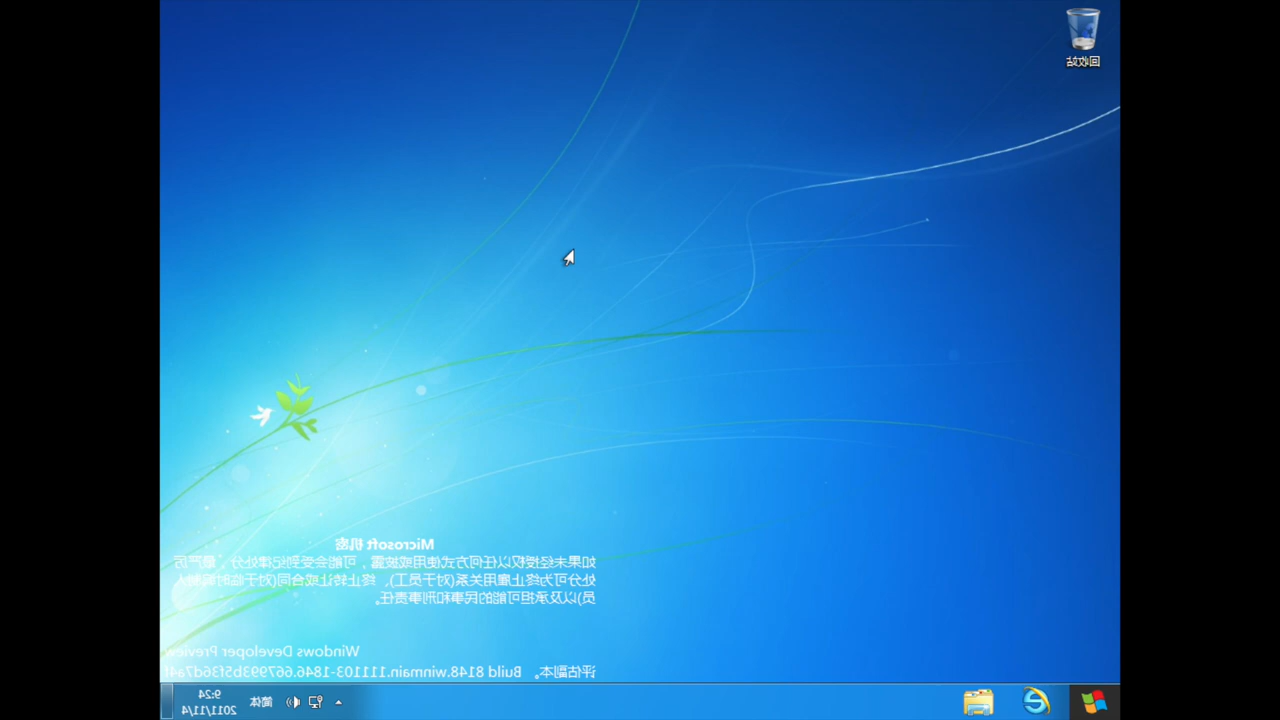 回收站
Microsoft 机密
如果未经授权以任何方式使用或披露，可能会受到纪律处分，最严厉
处分可为终止雇用关系(对于员工)、终止转让或合同(对于临时或
员)以及承担可能的民事和刑事责任。
Windows Developer Preview
评估副本。 Build 8148.winmain.111103-1846.667993b5f36d7a4f
简体
9:24
2011/11/4